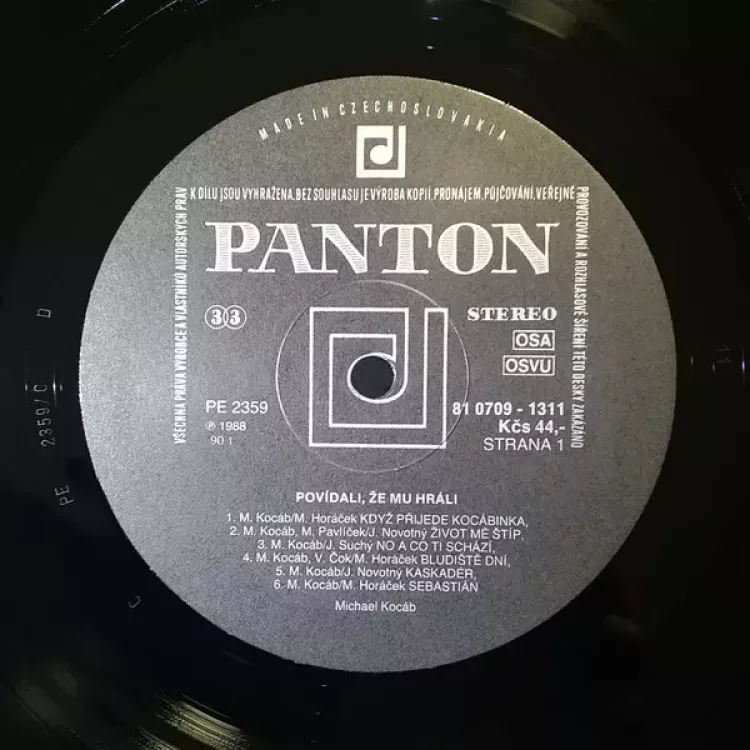 MADE IN CZECHOSLOVAKIA
VŠECHNA PRÁVA VÝROBCE A VLASTNÍKŮ AUTORSKÝCH PRÁV
K DÍLU JSOU VYHRAŽENA. BEZ SOUHLASU JE VÝROBA KOPIÍ, PRONÁJEM, PŮJČOVÁNÍ, VEŘEJNÉ
PROVOZOVÁNÍ A ROZHLASOVÉ ŠÍŘENÍ TÉTO DESKY ZAKÁZÁNO
PANTON
33
STEREO
OSA
OSVU
PE 2359
℗ 1988
90 1
81 0709 - 1311
Kčs 44,-
STRANA 1
POVÍDALI, ŽE MU HRÁLI
1. M. Kocáb/M. Horáček KDYŽ PŘIJEDE KOCÁBINKA,
2. M. Kocáb, M. Pavlíček/J. Novotný ŽIVOT MĚ ŠTÍP,
3. M. Kocáb/J. Suchý NO A CO TI SCHÁZÍ,
4. M. Kocáb, V. Čok/M. Horáček BLUDIŠTĚ DNÍ,
5. M. Kocáb/J. Novotný KASKADÉR,
6. M. Kocáb/M. Horáček SEBASTIÁN
Michael Kocáb
PE 2359/C D